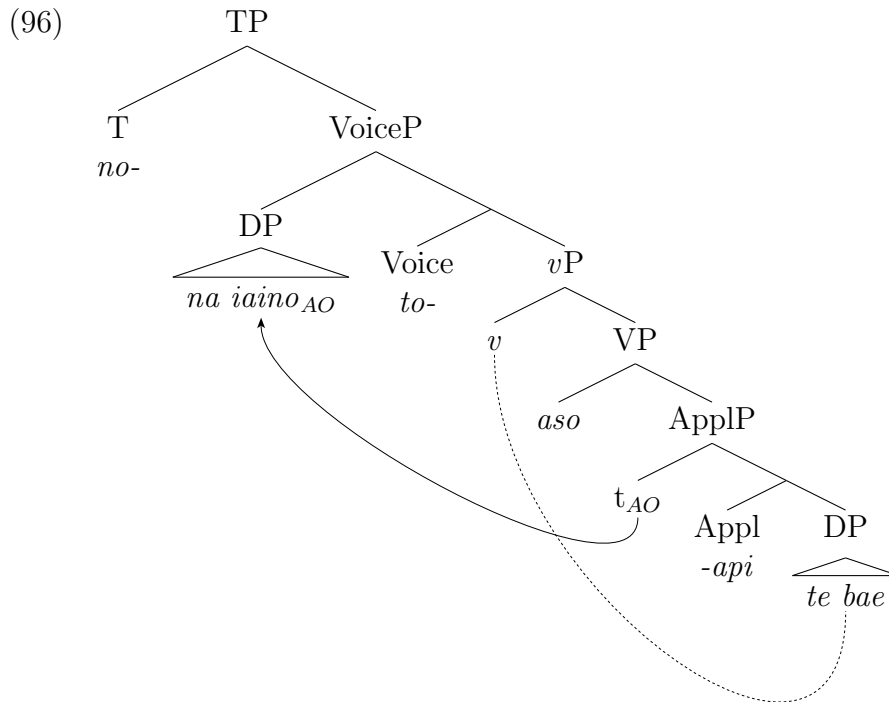 (96)
TP
T
no-
VoiceP
DP
na iaino_AO
Voice
to-
vP
v
VP
aso
ApplP
t_AO
Appl
-api
DP
te bae